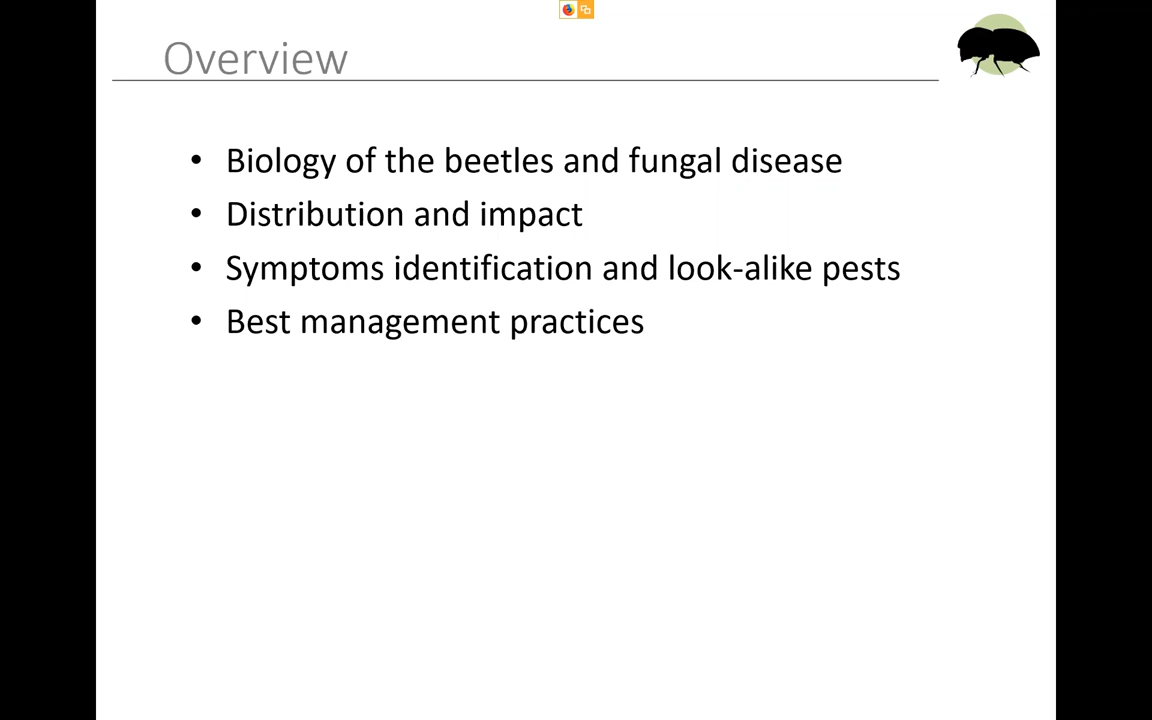 Overview
• Biology of the beetles and fungal disease
• Distribution and impact
• Symptoms identification and look-alike pests
• Best management practices